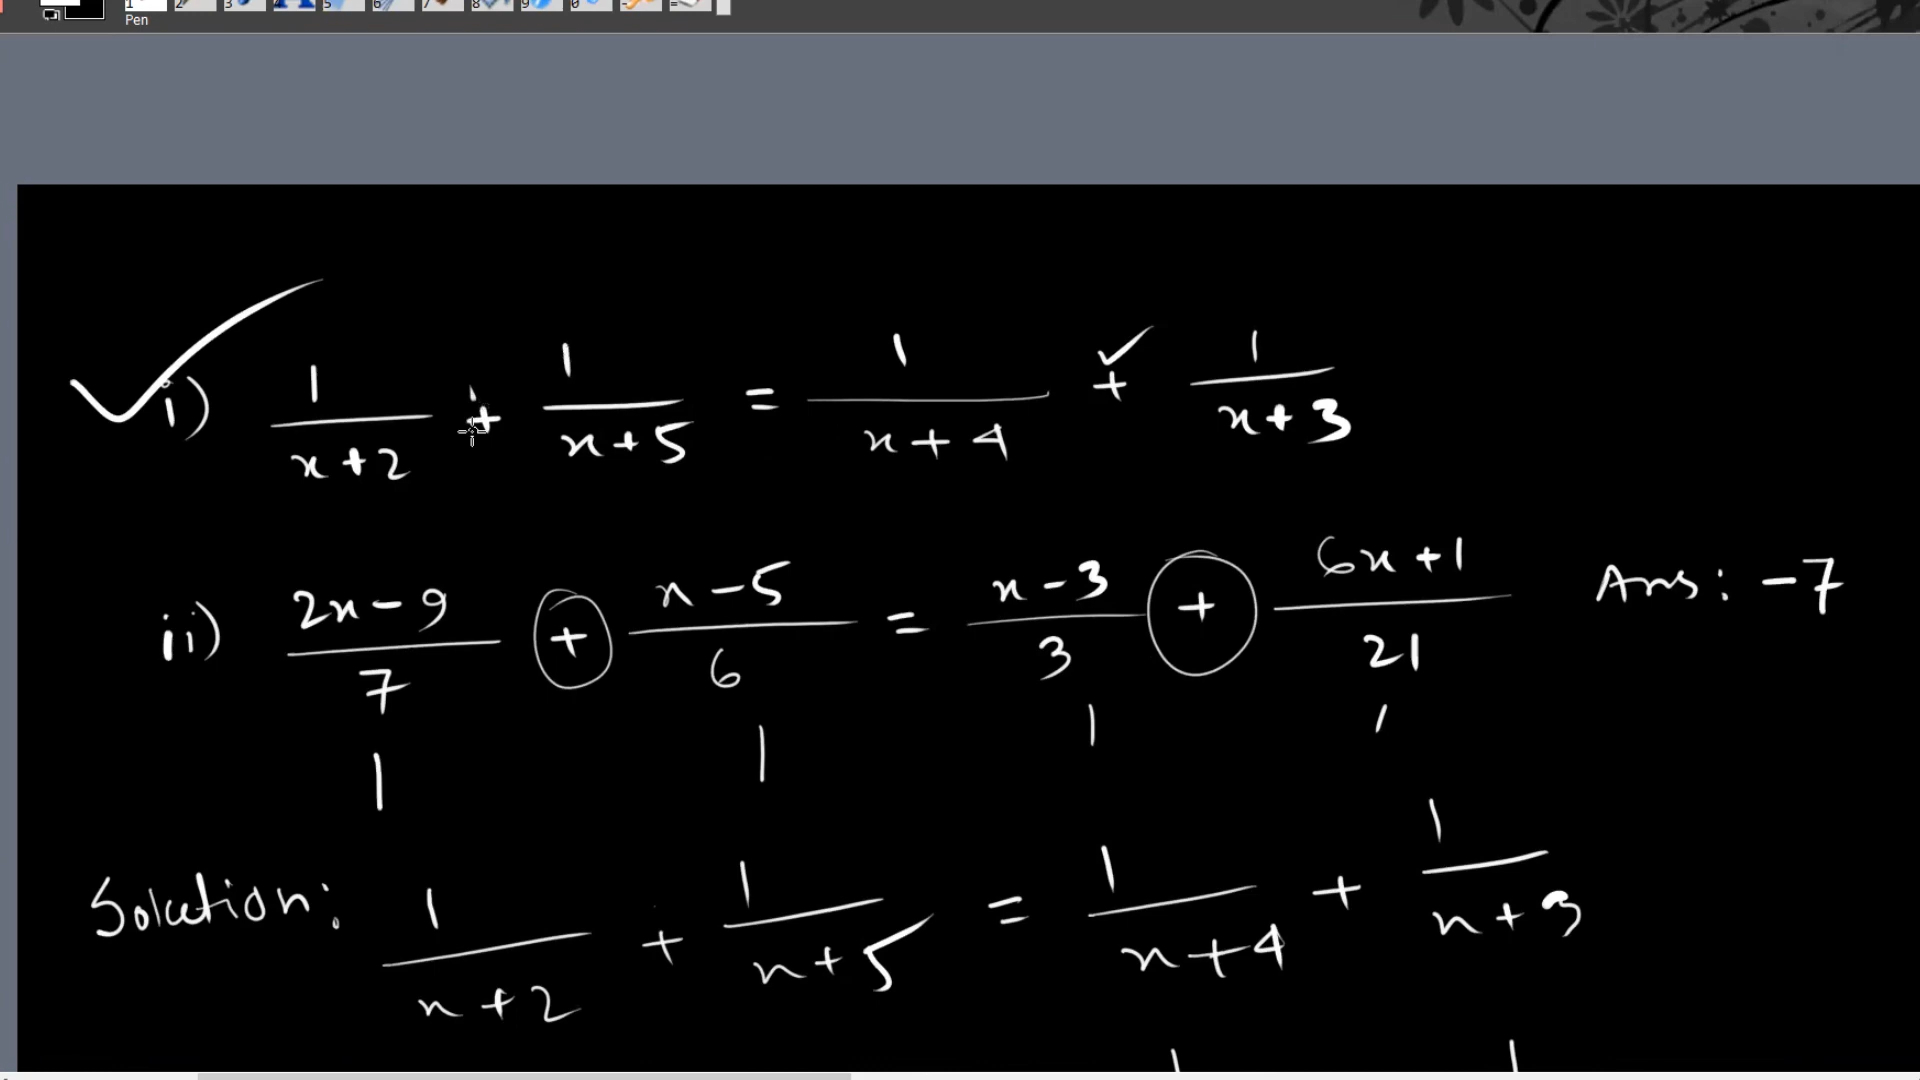 Pen
i) 1/(x+2) + 1/(x+5) = 1/(x+4) + 1/(x+3)
ii) (2x-9)/7 + (x-5)/6 = (x-3)/3 + (6x+1)/21 Ans: -7
Solution: 1/(x+2) + 1/(x+5) = 1/(x+4) + 1/(x+3)